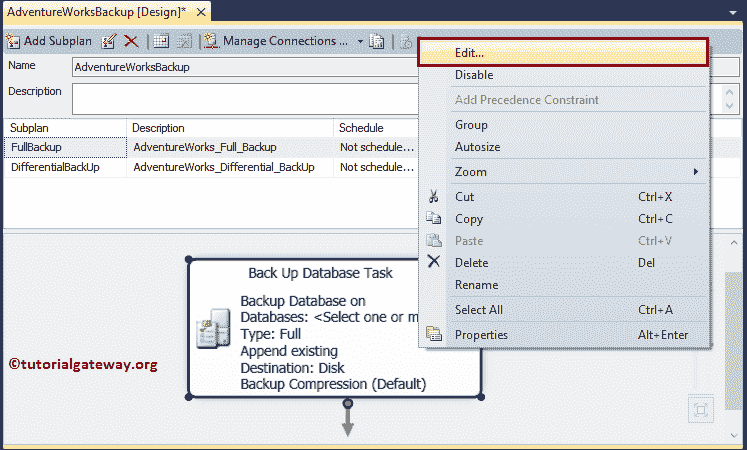 AdventureWorksBackup [Design]*
Add Subplan Manage Connections ...
Name AdventureWorksBackup
Description
Subplan Description Schedule
FullBackup AdventureWorks_Full_Backup Not schedule...
DifferentialBackUp AdventureWorks_Differential_BackUp Not schedule...
Edit...
Disable
Add Precedence Constraint
Group
Autosize
Zoom
Cut Ctrl+X
Copy Ctrl+C
Paste Ctrl+V
Delete Del
Rename
Select All Ctrl+A
Properties Alt+Enter
Back Up Database Task
Backup Database on
Databases: <Select one or m
Type: Full
Append existing
Destination: Disk
Backup Compression (Default)
©tutorialgateway.org